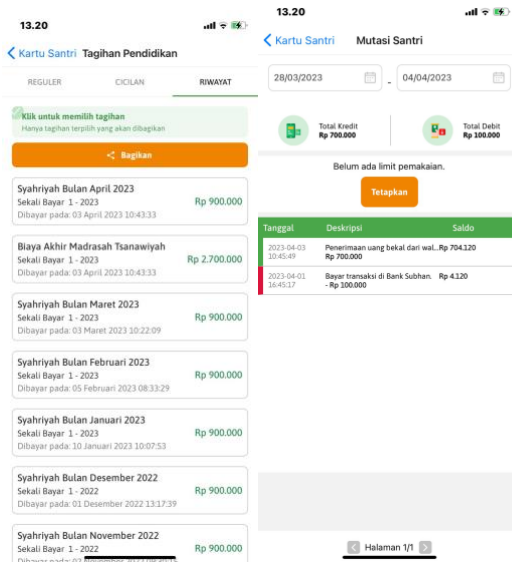 13.20
Kartu Santri Tagihan Pendidikan
REGULER CICILAN RIWAYAT
Klik untuk memilih tagihan
Hanya tagihan terpilih yang akan dibagikan
Bagikan
Syahriyah Bulan April 2023
Sekali Bayar 1 - 2023
Rp 900.000
Dibayar pada: 03 April 2023 10:43:33
Biaya Akhir Madrasah Tsanawiyah
Sekali Bayar 1 - 2023
Rp 2.700.000
Dibayar pada: 03 April 2023 10:43:33
Syahriyah Bulan Maret 2023
Sekali Bayar 1 - 2023
Rp 900.000
Dibayar pada: 03 Maret 2023 10:22:09
Syahriyah Bulan Februari 2023
Sekali Bayar 1 - 2023
Rp 900.000
Dibayar pada: 05 Februari 2023 08:33:29
Syahriyah Bulan Januari 2023
Sekali Bayar 1 - 2023
Rp 900.000
Dibayar pada: 10 Januari 2023 10:07:53
Syahriyah Bulan Desember 2022
Sekali Bayar 1 - 2022
Rp 900.000
Dibayar pada: 01 Desember 2022 13:17:39
Syahriyah Bulan November 2022
Sekali Bayar 1 - 2022
Rp 900.000
Dibayar pada:
13.20
Kartu Santri Mutasi Santri
28/03/2023 - 04/04/2023
Total Kredit
Rp 700.000
Total Debit
Rp 100.000
Belum ada limit pemakaian.
Tetapkan
Tanggal Deskripsi Saldo
2023-04-03 Penerimaan uang bekal dari wal... Rp 704.120
10:45:49 Rp 700.000
2023-04-01 Bayar transaksi di Bank Subhan. Rp 4.120
16:45:17 - Rp 100.000
Halaman 1/1